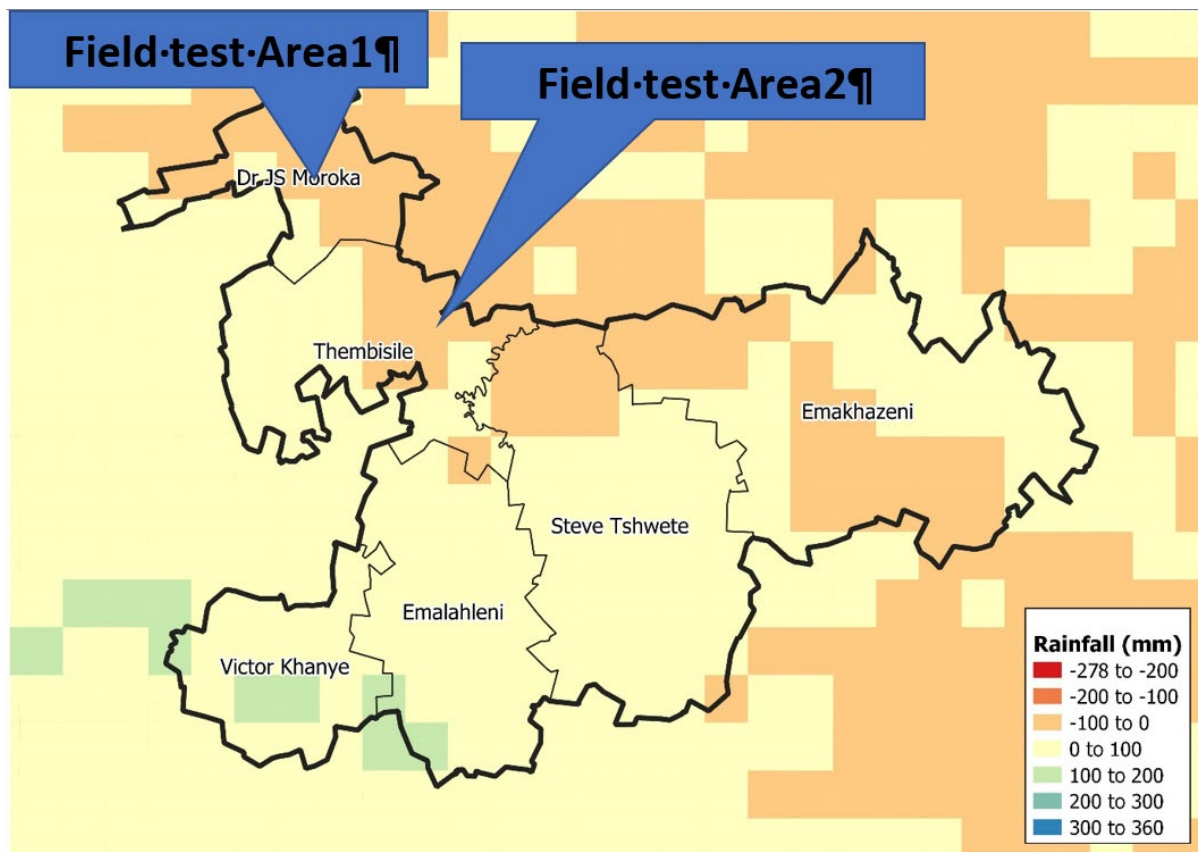 Field·test·Area1¶
Field·test·Area2¶
Dr JS Moroka
Thembisile
Emakhazeni
Steve Tshwete
Emalahleni
Victor Khanye
Rainfall (mm)
-278 to -200
-200 to -100
-100 to 0
0 to 100
100 to 200
200 to 300
300 to 360